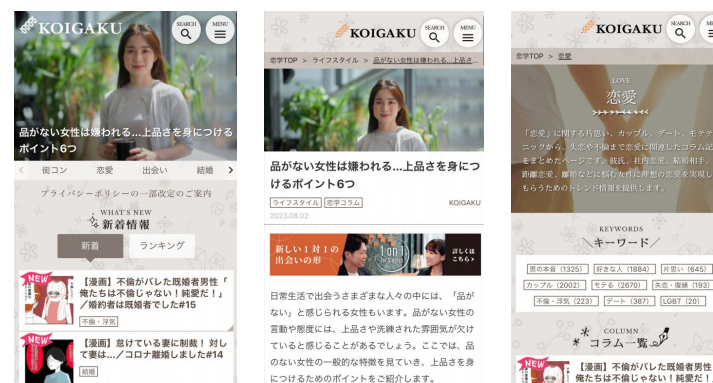 KOIGAKU
SEARCH
MENU
品がない女性は嫌われる...上品さを身につける
ポイント6つ
街コン
恋愛
出会い
結婚
プライバシーポリシーの一部改定のご案内
WHAT'S NEW
新着情報
新着
ランキング
NEW
【漫画】不倫がバレた既婚者男性「
俺たちは不倫じゃない！純愛だ！」
／婚約者は既婚者でした#15
不倫・浮気
NEW
【漫画】怠けている妻に制裁！ 対し
て妻は…／コロナ離婚しました#14
結婚
KOIGAKU
SEARCH
MENU
恋学TOP > ライフスタイル > 品がない女性は嫌われる...上品さ...
品がない女性は嫌われる...上品さを身につ
けるポイント6つ
ライフスタイル 恋学コラム
KOIGAKU
2023.08.02
新しい1対1の
出会いの形
1on1
for Singles
詳しくは
こちら
日常生活で出会うさまざまな人々の中には、「品が
ない」と感じられる女性もいます。品がない女性の
言動や態度には、上品さや洗練された雰囲気が欠け
ていると感じることがあるでしょう。ここでは、品
のない女性の一般的な特徴を見ていき、上品さを身
につけるためのポイントをご紹介します。
KOIGAKU
SEARCH
恋学TOP > 恋愛
LOVE
恋愛
「恋愛」に関する片思い、カップル、デート、モテテ
ニックから、失恋や不倫まで恋愛に関連したコラム記
をまとめたページです。彼氏、社内恋愛、結婚相手、
距離恋愛、離婚などに悩む女性に理想の恋愛を実現し
もらうためのトレンド情報を提供します。
KEYWORDS
＼キーワード／
男の本音（1325） 好きな人（1884） 片思い（645）
カップル（2002） モテる（2670） 失恋・復縁（193）
不倫・浮気（223） デート（387） LGBT（20）
COLUMN
コラム一覧
NEW
【漫画】不倫がバレた既婚者男性
俺たちは不倫じゃない！純愛だ！